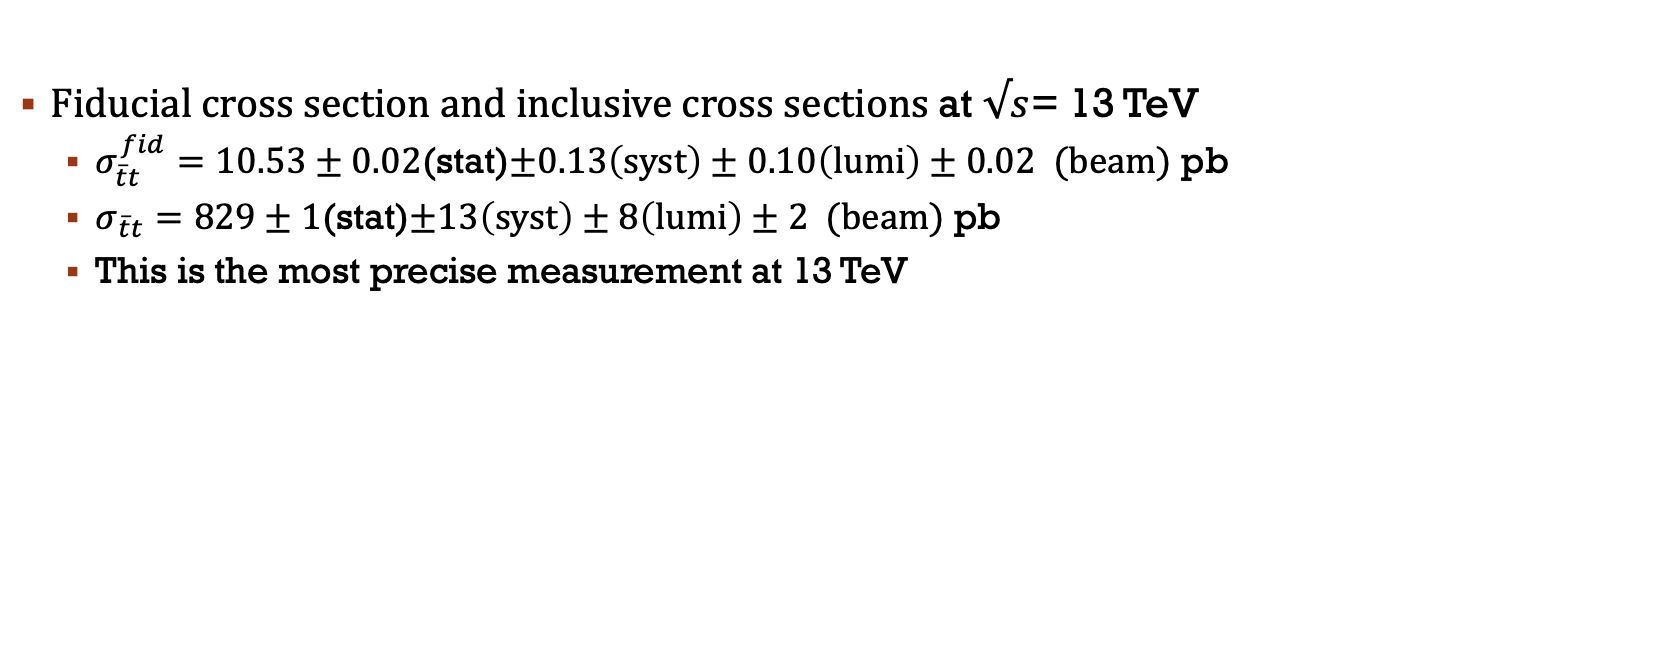 ▪ Fiducial cross section and inclusive cross sections at √s= 13 TeV
▪ σ_{t̄t}^{fid} = 10.53 ± 0.02(stat)±0.13(syst) ± 0.10(lumi) ± 0.02 (beam) pb
▪ σ_{t̄t} = 829 ± 1(stat)±13(syst) ± 8(lumi) ± 2 (beam) pb
▪ This is the most precise measurement at 13 TeV